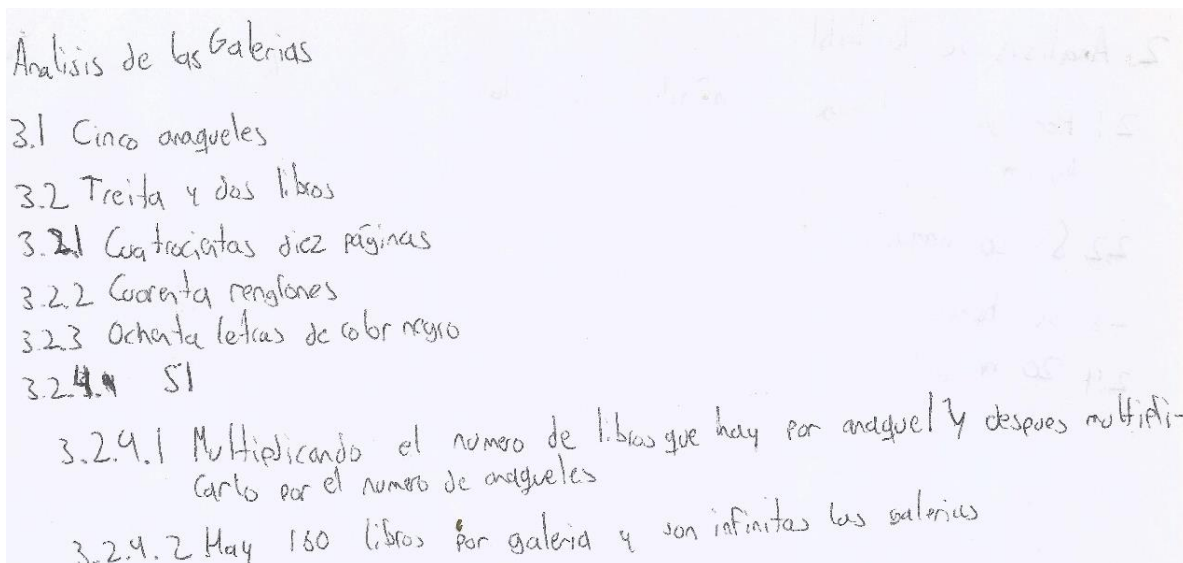 Analisis de las Galerias
3.1 Cinco anaqueles
3.2 Treita y dos libros
3.2.1 Cuatrocientas diez páginas
3.2.2 Cuarenta renglones
3.2.3 Ochenta letras de color negro
3.2.4. SI
3.2.4.1 Multiplicando el numero de libros que hay por anaquel y despues multipli-
carlo por el numero de anaqueles
3.2.4.2 Hay 160 libros por galeria y son infinitas las galerias